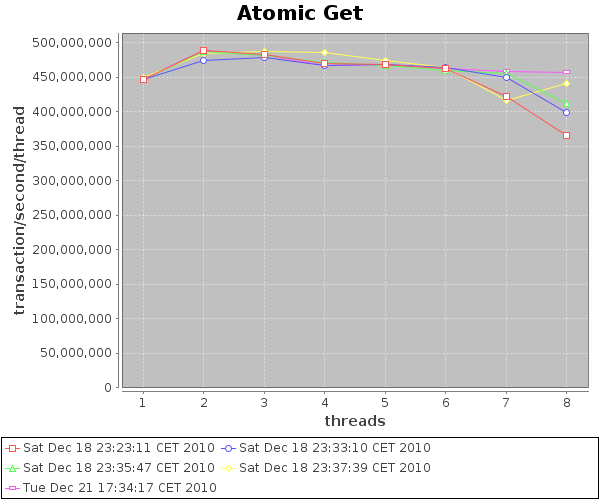 Atomic Get
transaction/second/thread
500,000,000
450,000,000
400,000,000
350,000,000
300,000,000
250,000,000
200,000,000
150,000,000
100,000,000
50,000,000
0
1 2 3 4 5 6 7 8
threads
Sat Dec 18 23:23:11 CET 2010 Sat Dec 18 23:33:10 CET 2010
Sat Dec 18 23:35:47 CET 2010 Sat Dec 18 23:37:39 CET 2010
Tue Dec 21 17:34:17 CET 2010